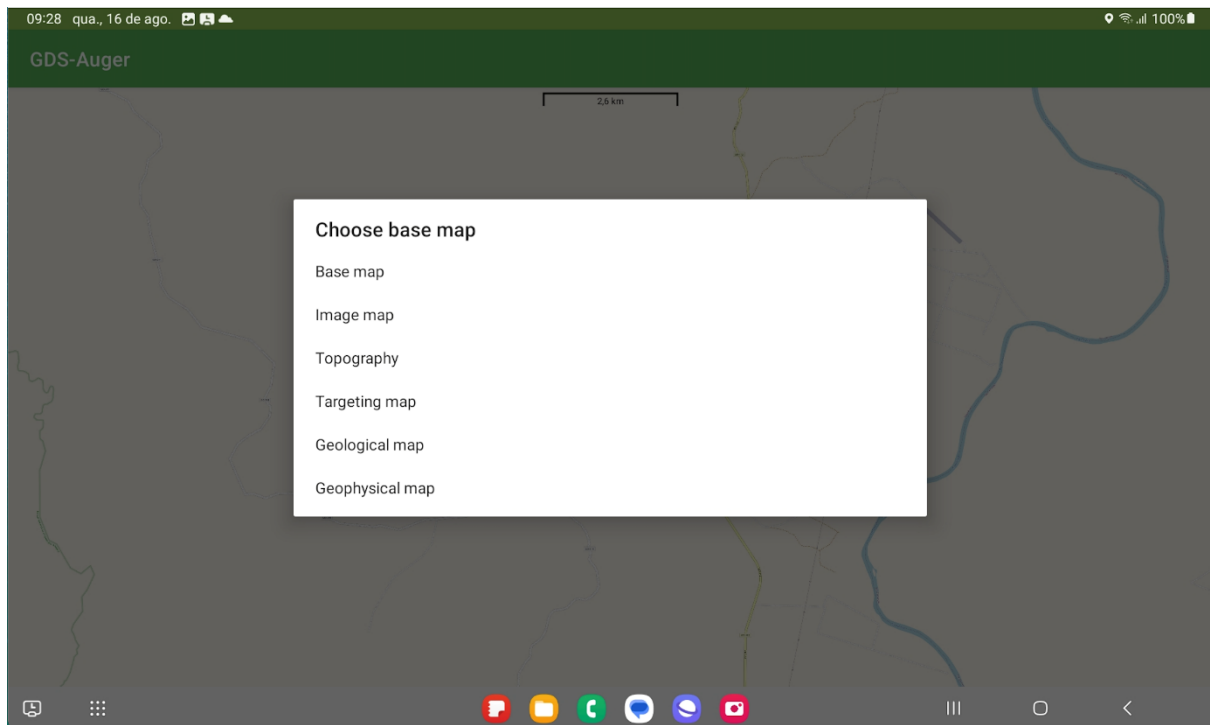 09:28 qua., 16 de ago. 100%
GDS-Auger
2,6 km
Choose base map
Base map
Image map
Topography
Targeting map
Geological map
Geophysical map